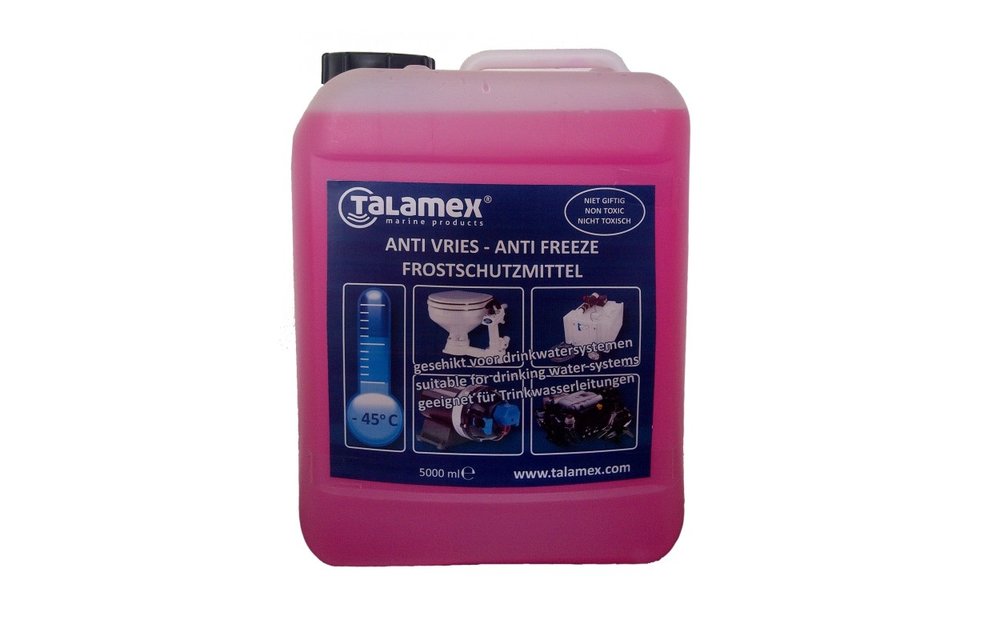 TALAMEX®
marine products
NIET GIFTIG
NON TOXIC
NICHT TOXISCH
ANTI VRIES - ANTI FREEZE
FROSTSCHUTZMITTEL
geschikt voor drinkwatersystemen
suitable for drinking water-systems
geeignet für Trinkwasserleitungen
- 45° C
5000 ml ℮
www.talamex.com